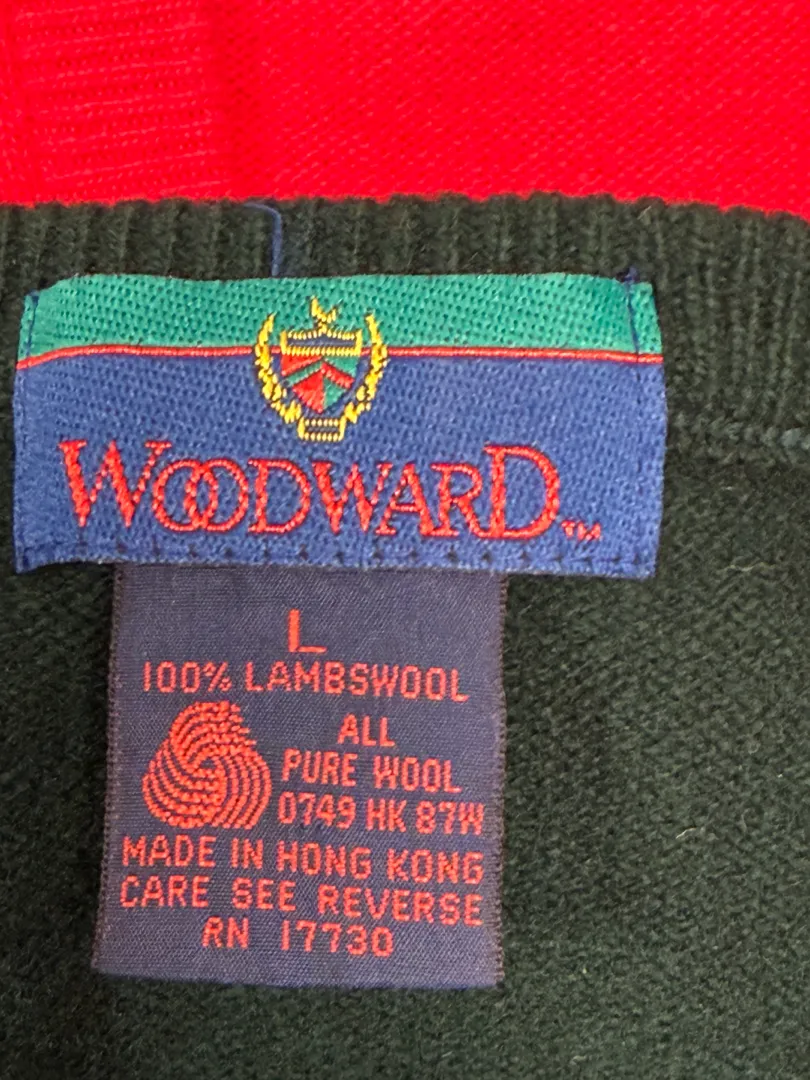 WOODWARD™
L
100% LAMBSWOOL
ALL
PURE WOOL
0749 HK 87W
MADE IN HONG KONG
CARE SEE REVERSE
RN 17730